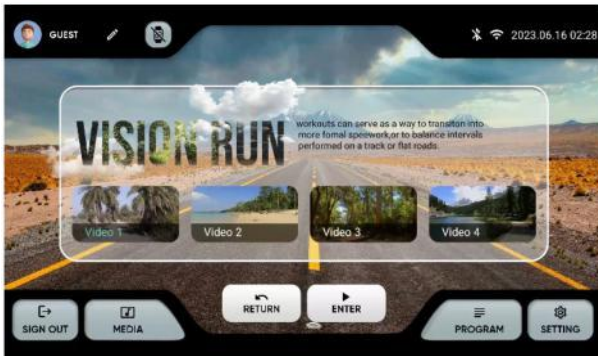 GUEST
2023.06.16 02:28
VISION RUN
workouts can serve as a way to transiton into
more fomal speework,or to balance intervals
performed on a track or flat roads.
Video 1
Video 2
Video 3
Video 4
RETURN
ENTER
SIGN OUT
MEDIA
PROGRAM
SETTING